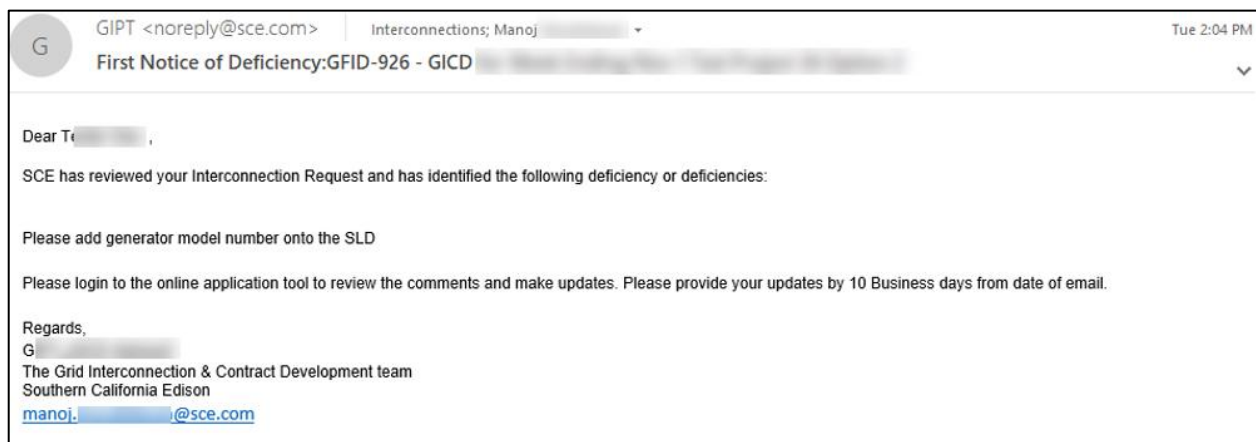 G
GIPT <noreply@sce.com> Interconnections; Manoj
Tue 2:04 PM
First Notice of Deficiency:GFID-926 - GICD
Dear Te ,
SCE has reviewed your Interconnection Request and has identified the following deficiency or deficiencies:
Please add generator model number onto the SLD
Please login to the online application tool to review the comments and make updates. Please provide your updates by 10 Business days from date of email.
Regards,
G
The Grid Interconnection & Contract Development team
Southern California Edison
manoj. @sce.com